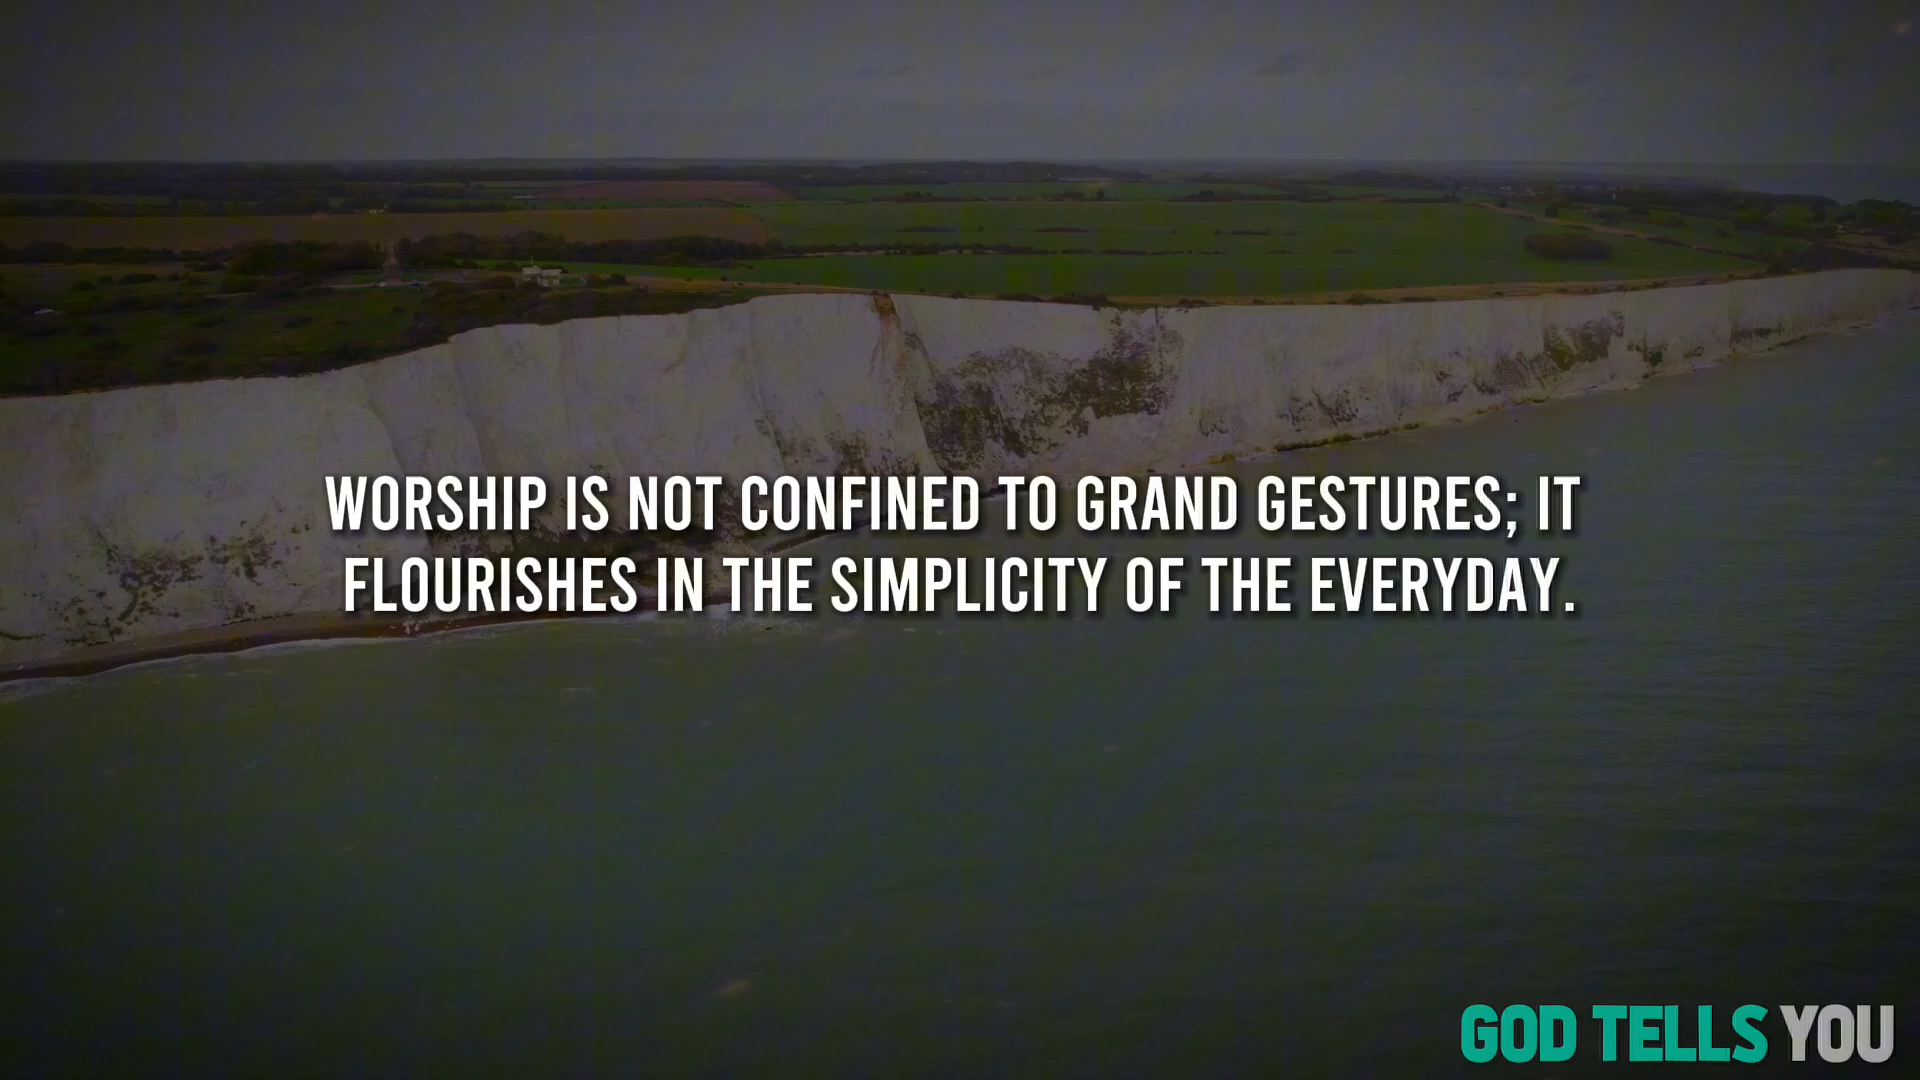 WORSHIP IS NOT CONFINED TO GRAND GESTURES; IT
FLOURISHES IN THE SIMPLICITY OF THE EVERYDAY.
GOD TELLS YOU